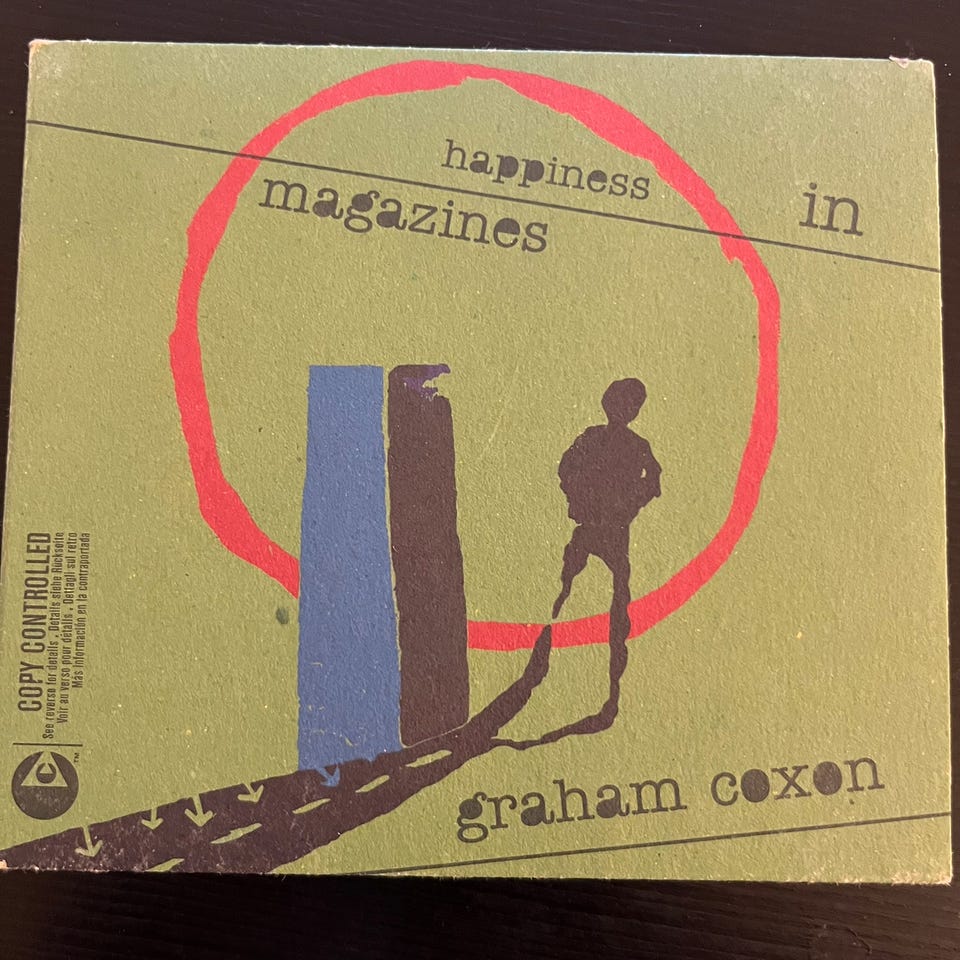 happiness
in
magazines
graham coxon
COPY CONTROLLED
See reverse for details . Details siehe Rückseite
Voir au verso pour détails . Dettagli sul retro
Más información en la contraportada
C
TM